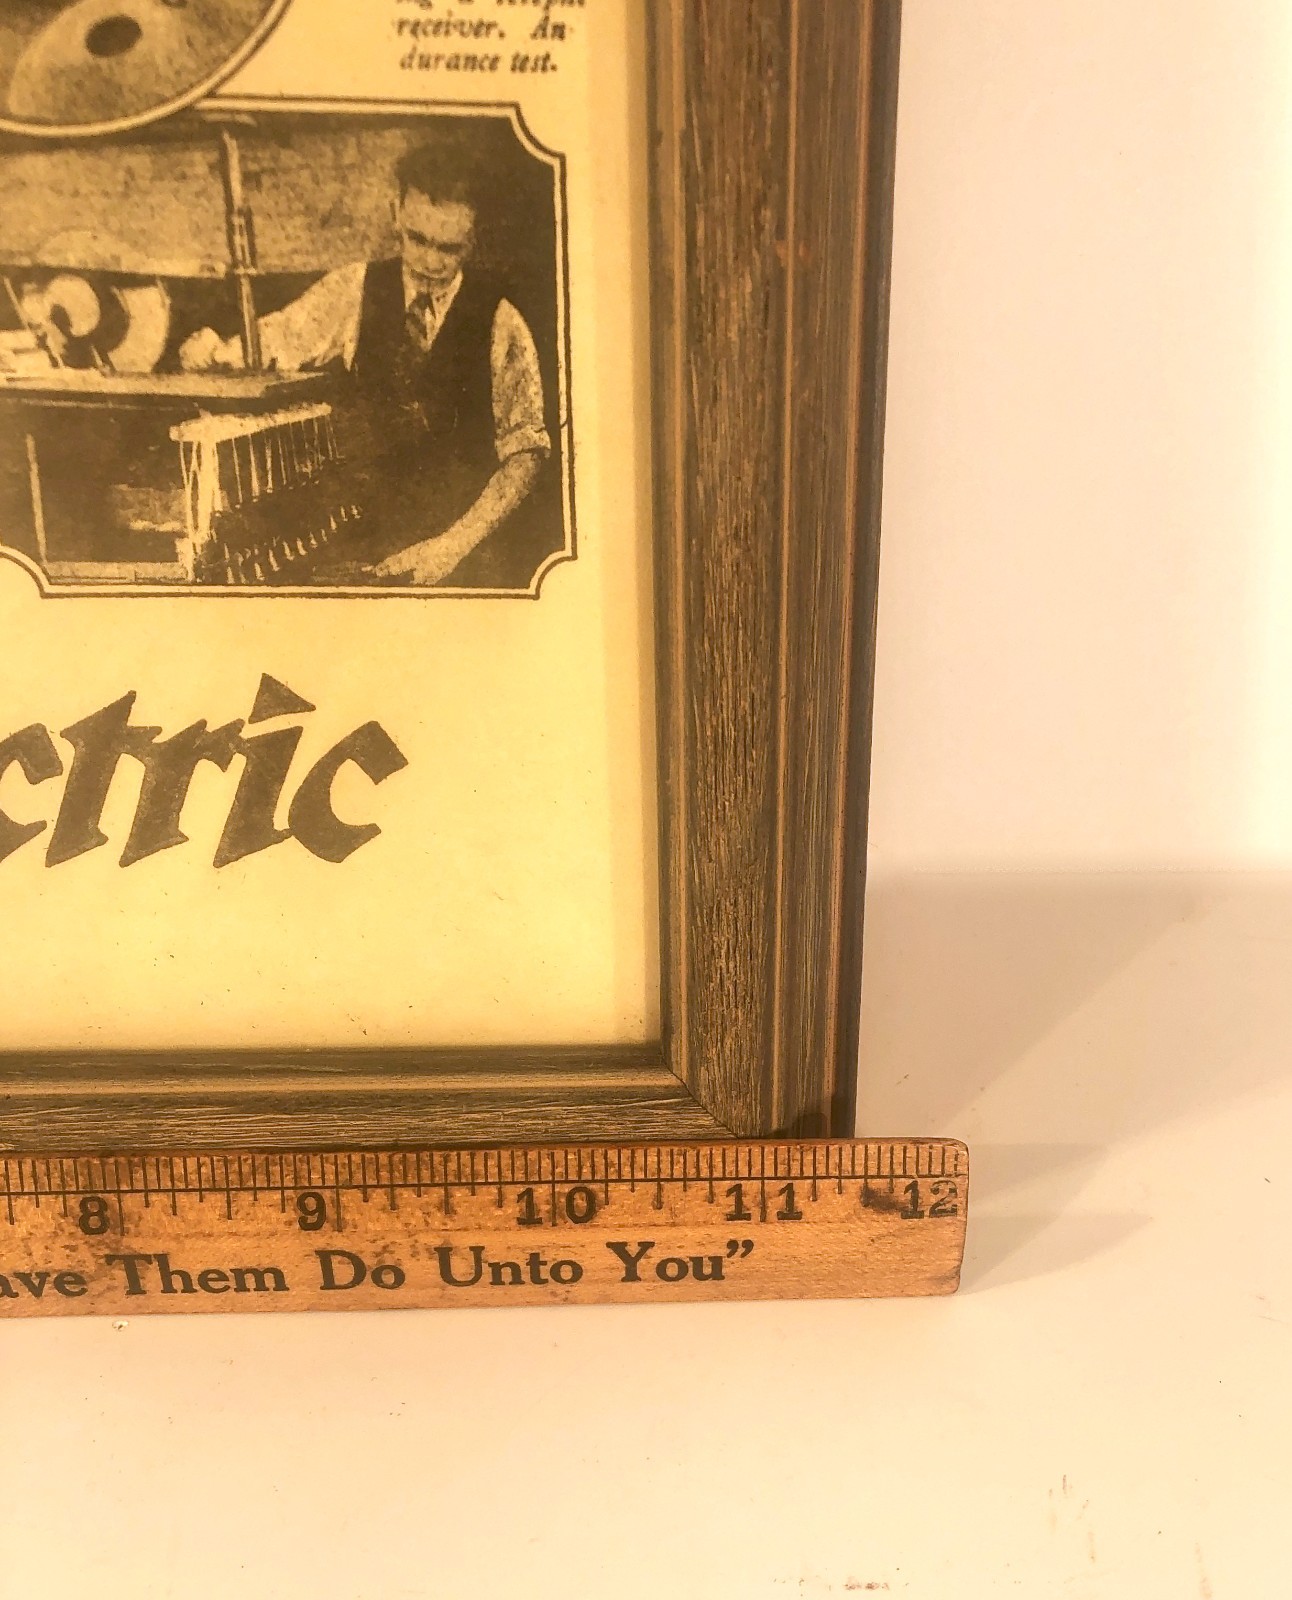 receiver. An
durance test.
ctric
8 9 10 11 12
ave Them Do Unto You”